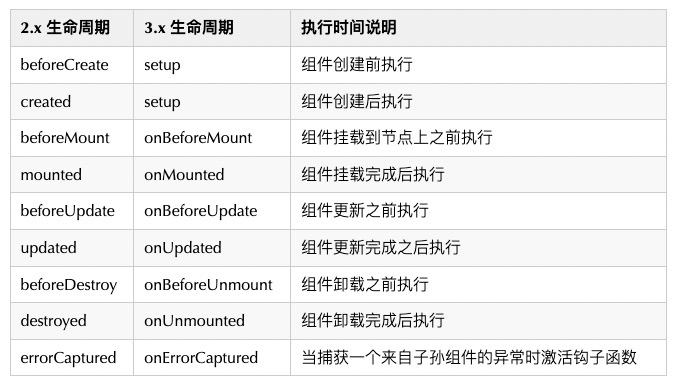 2.x 生命周期 3.x 生命周期 执行时间说明
beforeCreate setup 组件创建前执行
created setup 组件创建后执行
beforeMount onBeforeMount 组件挂载到节点上之前执行
mounted onMounted 组件挂载完成后执行
beforeUpdate onBeforeUpdate 组件更新之前执行
updated onUpdated 组件更新完成之后执行
beforeDestroy onBeforeUnmount 组件卸载之前执行
destroyed onUnmounted 组件卸载完成后执行
errorCaptured onErrorCaptured 当捕获一个来自子孙组件的异常时激活钩子函数